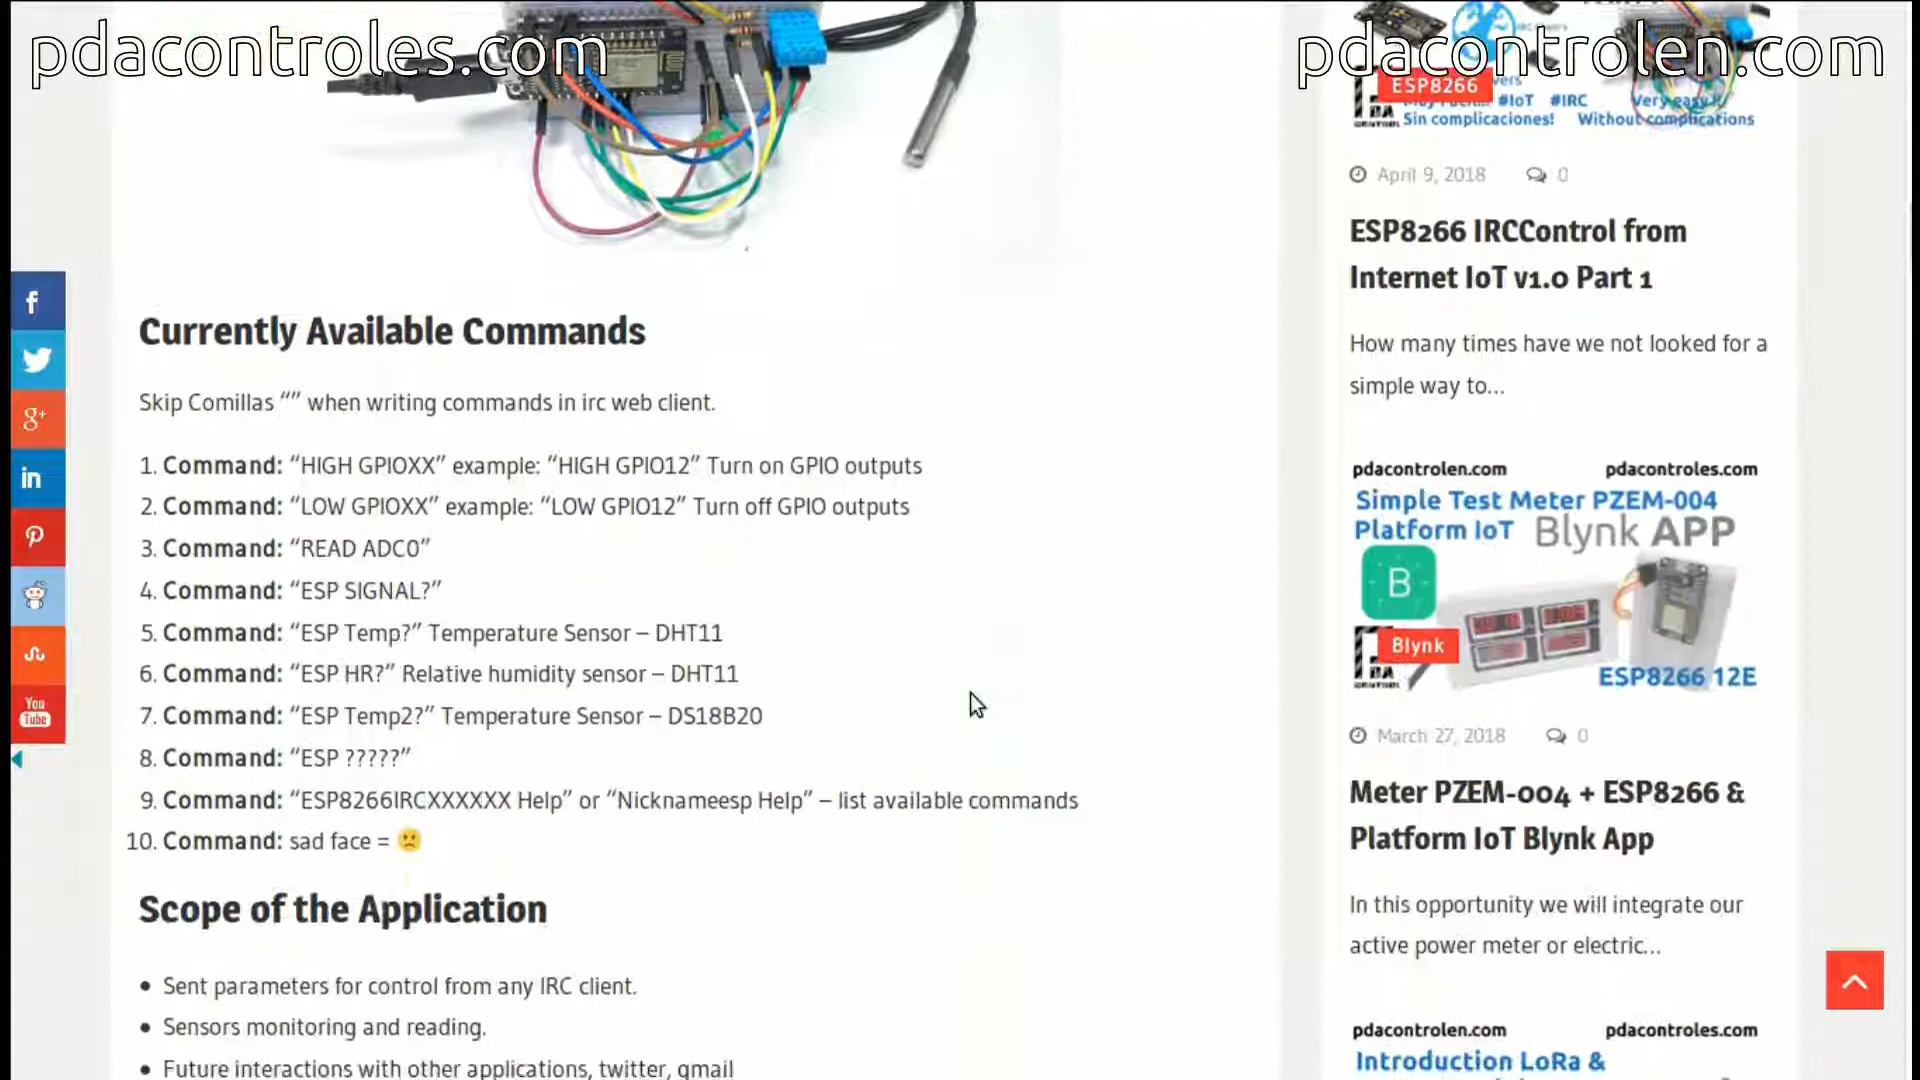 pdacontroles.com
pdacontrolen.com
ESP8266
#IoT #IRC
Very easy
Sin complicaciones! Without complications
April 9, 2018 0
ESP8266 IRCControl from
Internet IoT v1.0 Part 1
How many times have we not looked for a
simple way to...
Currently Available Commands
Skip Comillas “” when writing commands in irc web client.
1. Command: “HIGH GPIOXX” example: “HIGH GPIO12” Turn on GPIO outputs
2. Command: “LOW GPIOXX” example: “LOW GPIO12” Turn off GPIO outputs
3. Command: “READ ADC0”
4. Command: “ESP SIGNAL?”
5. Command: “ESP Temp?” Temperature Sensor – DHT11
6. Command: “ESP HR?” Relative humidity sensor – DHT11
7. Command: “ESP Temp2?” Temperature Sensor – DS18B20
8. Command: “ESP ?????”
9. Command: “ESP8266IRCXXXXXX Help” or “Nicknameesp Help” – list available commands
10. Command: sad face = 🙁
Scope of the Application
• Sent parameters for control from any IRC client.
• Sensors monitoring and reading.
• Future interactions with other applications, twitter, gmail
f
g+
in
You
Tube
pdacontrolen.com pdacontroles.com
Simple Test Meter PZEM-004
Platform IoT Blynk APP
B
Blynk
ESP8266 12E
March 27, 2018 0
Meter PZEM-004 + ESP8266 &
Platform IoT Blynk App
In this opportunity we will integrate our
active power meter or electric...
pdacontrolen.com pdacontroles.com
Introduction LoRa &